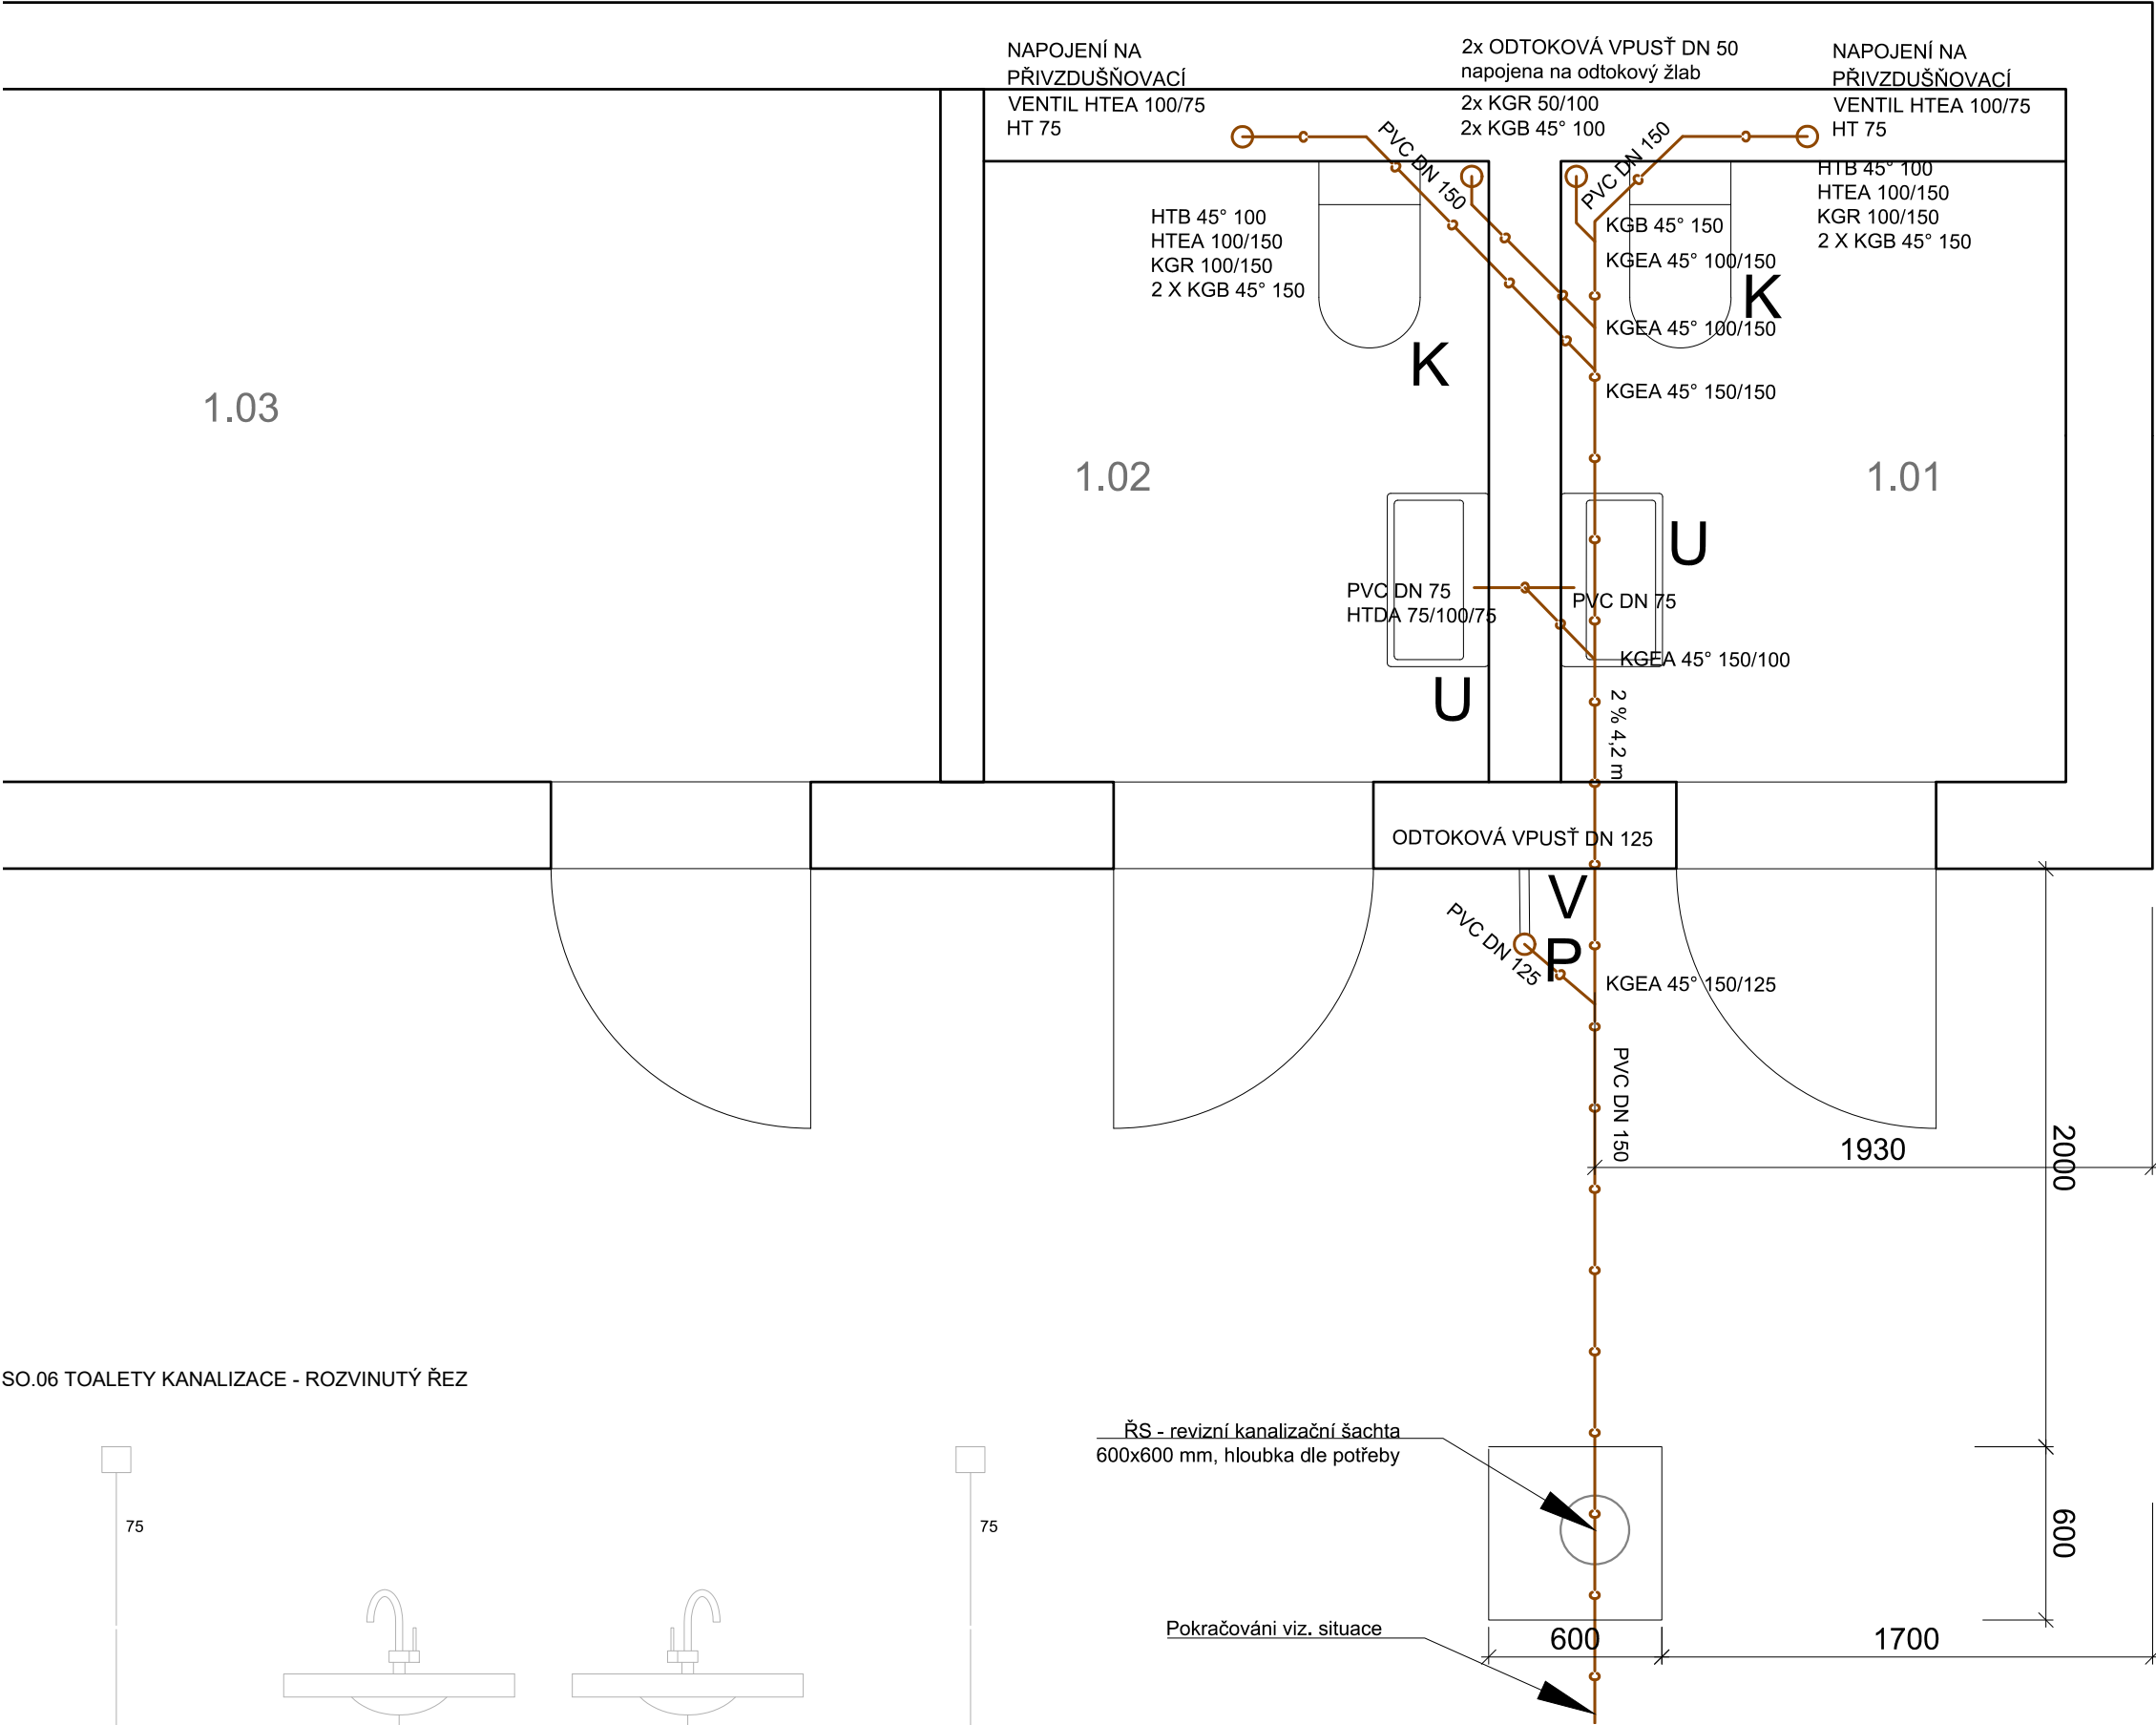 NAPOJENÍ NA
PŘIVZDUŠŇOVACÍ
VENTIL HTEA 100/75
HT 75
2x ODTOKOVÁ VPUSŤ DN 50
napojena na odtokový žlab
2x KGR 50/100
2x KGB 45° 100
NAPOJENÍ NA
PŘIVZDUŠŇOVACÍ
VENTIL HTEA 100/75
HT 75
PVC DN 150
PVC DN 150
HTB 45° 100
HTEA 100/150
KGR 100/150
2 X KGB 45° 150
HTB 45° 100
HTEA 100/150
KGR 100/150
2 X KGB 45° 150
KGB 45° 150
KGEA 45° 100/150
K
KGEA 45° 100/150
K
KGEA 45° 150/150
1.03
1.02
1.01
U
PVC DN 75
HTDA 75/100/75
PVC DN 75
KGEA 45° 150/100
U
2 % 4,2 m
ODTOKOVÁ VPUSŤ DN 125
V
P
PVC DN 125
KGEA 45° 150/125
PVC DN 150
1930
2000
SO.06 TOALETY KANALIZACE - ROZVINUTÝ ŘEZ
ŘS - revizní kanalizační šachta
600x600 mm, hloubka dle potřeby
75
75
600
Pokračováni viz. situace
600
1700